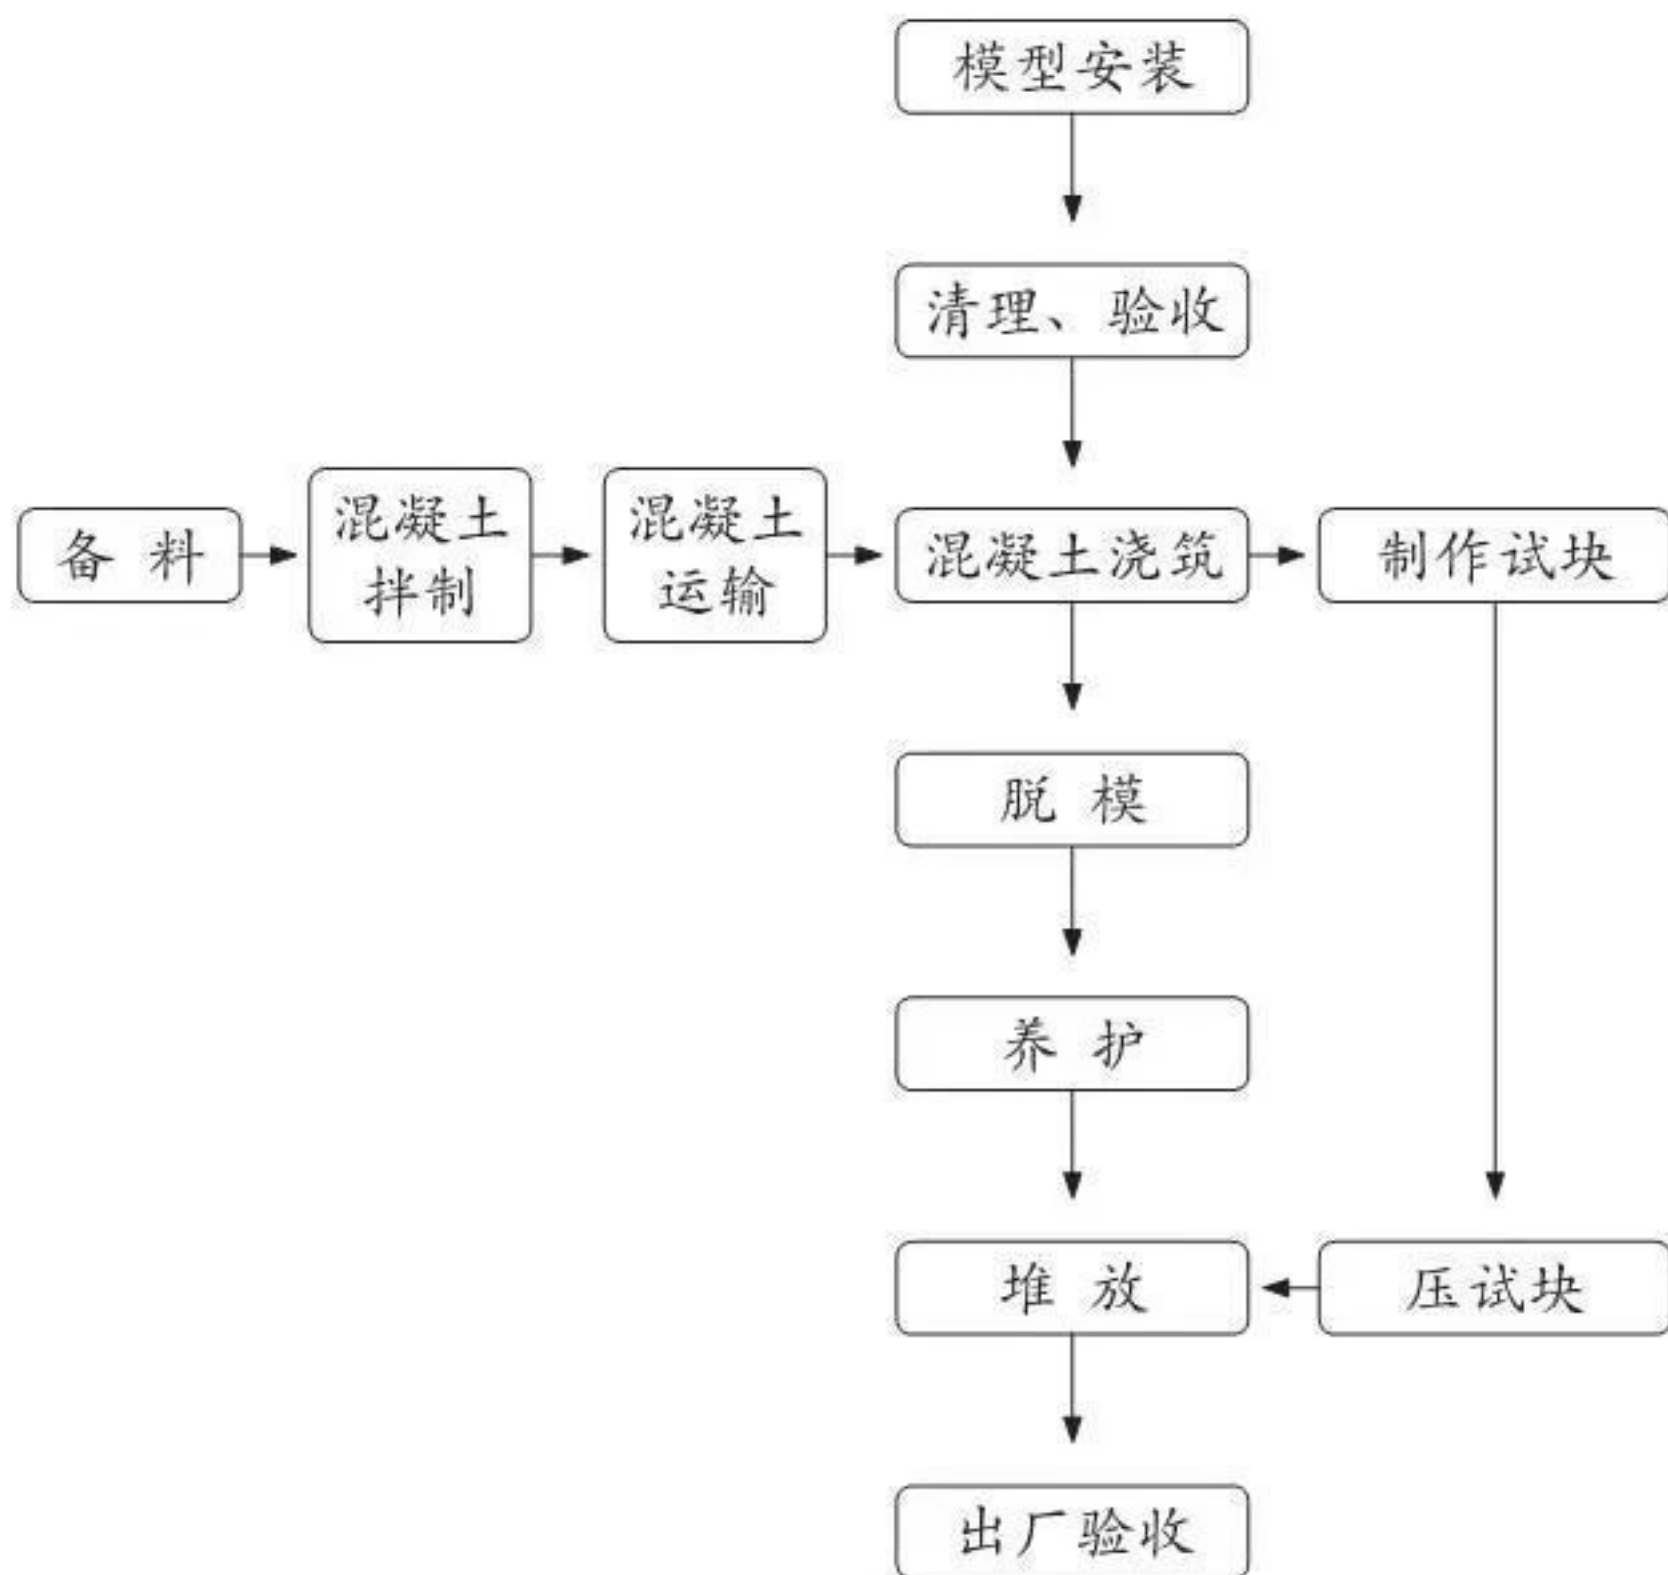 模型安装
清理、验收
备 料
混凝土
拌制
混凝土
运输
混凝土浇筑
制作试块
脱 模
养 护
堆 放
压试块
出厂验收